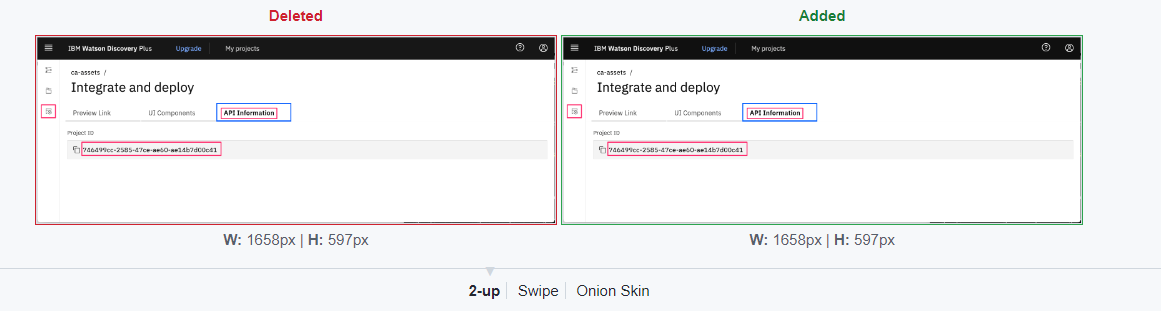 Deleted
Added
IBM Watson Discovery Plus Upgrade My projects
ca-assets /
Integrate and deploy
Preview Link UI Components API Information
Project ID
746499cc-2585-47ce-ae60-ae14b7d00c41
IBM Watson Discovery Plus Upgrade My projects
ca-assets /
Integrate and deploy
Preview Link UI Components API Information
Project ID
746499cc-2585-47ce-ae60-ae14b7d00c41
W: 1658px | H: 597px
W: 1658px | H: 597px
2-up Swipe Onion Skin